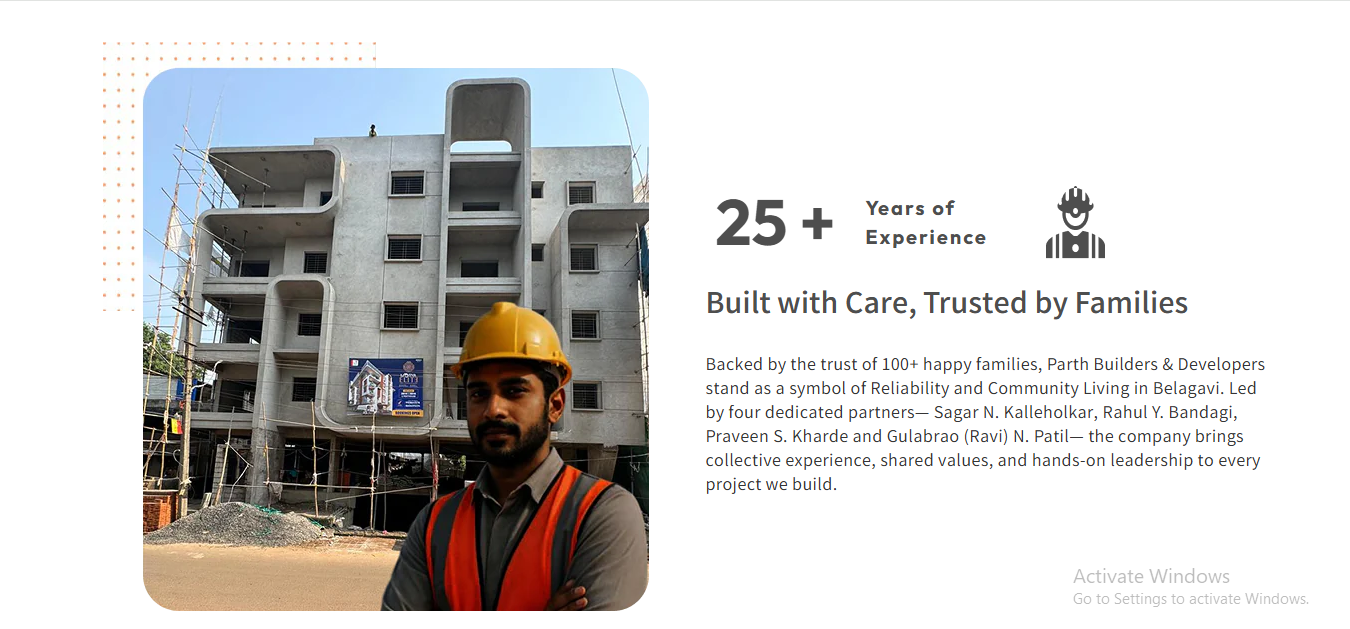 25 +
Years of
Experience
Built with Care, Trusted by Families
Backed by the trust of 100+ happy families, Parth Builders & Developers
stand as a symbol of Reliability and Community Living in Belagavi. Led
by four dedicated partners— Sagar N. Kalleholkar, Rahul Y. Bandagi,
Praveen S. Kharde and Gulabrao (Ravi) N. Patil— the company brings
collective experience, shared values, and hands-on leadership to every
project we build.
Activate Windows
Go to Settings to activate Windows.